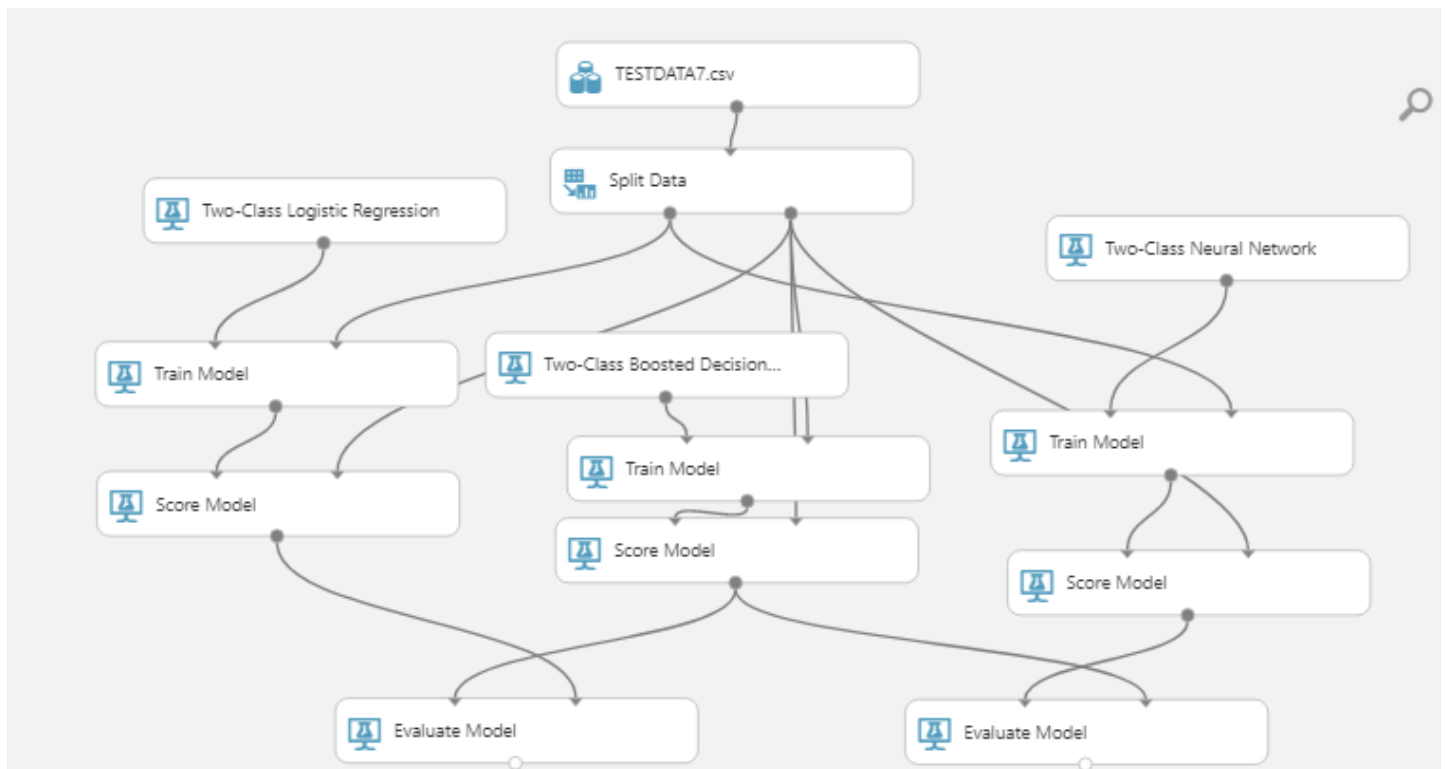 TESTDATA7.csv
Split Data
Two-Class Logistic Regression
Two-Class Neural Network
Train Model
Two-Class Boosted Decision...
Train Model
Train Model
Score Model
Score Model
Score Model
Evaluate Model
Evaluate Model